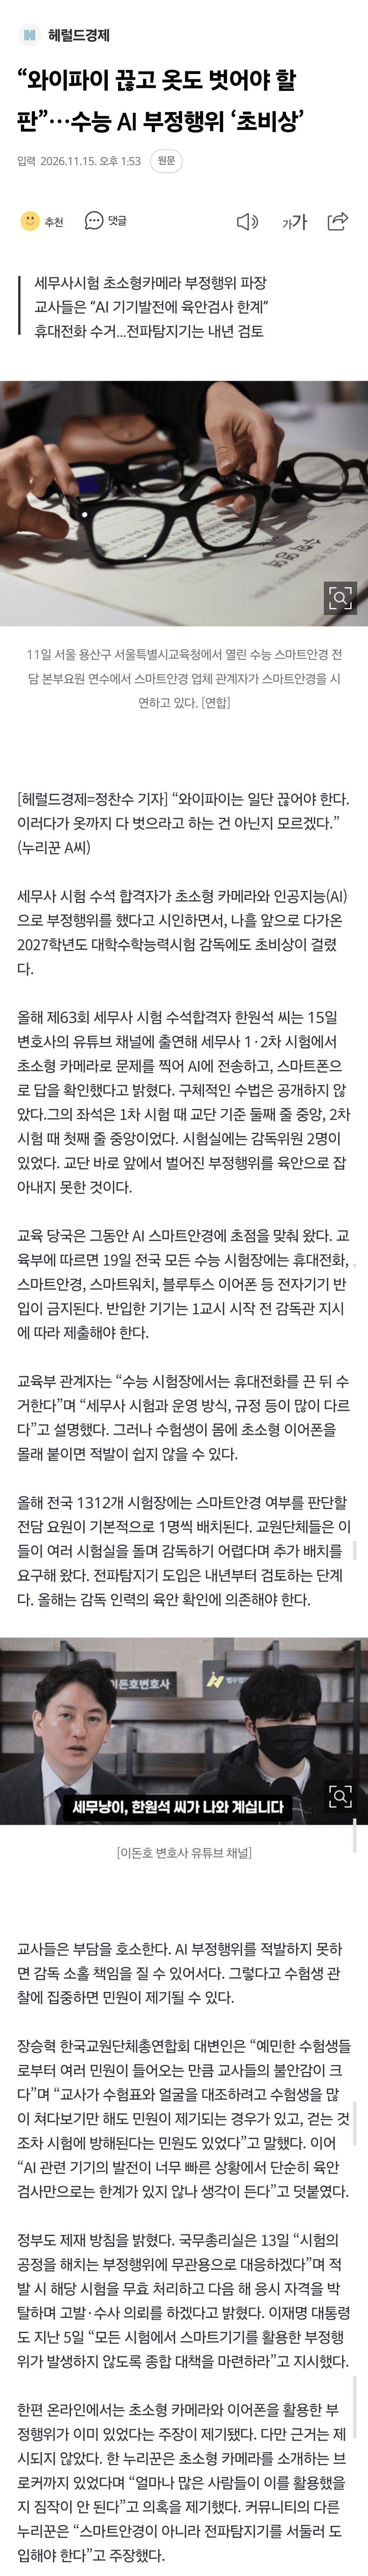 헤럴드경제
“와이파이 끊고 옷도 벗어야 할
판”…수능 AI 부정행위 ‘초비상’
입력 2026.11.15. 오후 1:53 원문
추천 댓글 가가
세무사시험 초소형카메라 부정행위 파장
교사들은 “AI 기기발전에 육안검사 한계”
휴대전화 수거…전파탐지기는 내년 검토
11일 서울 용산구 서울특별시교육청에서 열린 수능 스마트안경 전
담 본부요원 연수에서 스마트안경 업체 관계자가 스마트안경을 시
연하고 있다. [연합]
[헤럴드경제=정찬수 기자] “와이파이는 일단 끊어야 한다.
이러다가 옷까지 다 벗으라고 하는 건 아닌지 모르겠다.”
(누리꾼 A씨)
세무사 시험 수석 합격자가 초소형 카메라와 인공지능(AI)
으로 부정행위를 했다고 시인하면서, 나흘 앞으로 다가온
2027학년도 대학수학능력시험 감독에도 초비상이 걸렸
다.
올해 제63회 세무사 시험 수석합격자 한원석 씨는 15일
변호사의 유튜브 채널에 출연해 세무사 1·2차 시험에서
초소형 카메라로 문제를 찍어 AI에 전송하고, 스마트폰으
로 답을 확인했다고 밝혔다. 구체적인 수법은 공개하지 않
았다.그의 좌석은 1차 시험 때 교단 기준 둘째 줄 중앙, 2차
시험 때 첫째 줄 중앙이었다. 시험실에는 감독위원 2명이
있었다. 교단 바로 앞에서 벌어진 부정행위를 육안으로 잡
아내지 못한 것이다.
교육 당국은 그동안 AI 스마트안경에 초점을 맞춰 왔다. 교
육부에 따르면 19일 전국 모든 수능 시험장에는 휴대전화,
스마트안경, 스마트워치, 블루투스 이어폰 등 전자기기 반
입이 금지된다. 반입한 기기는 1교시 시작 전 감독관 지시
에 따라 제출해야 한다.
교육부 관계자는 “수능 시험장에서는 휴대전화를 끈 뒤 수
거한다”며 “세무사 시험과 운영 방식, 규정 등이 많이 다르
다”고 설명했다. 그러나 수험생이 몸에 초소형 이어폰을
몰래 붙이면 적발이 쉽지 않을 수 있다.
올해 전국 1312개 시험장에는 스마트안경 여부를 판단할
전담 요원이 기본적으로 1명씩 배치된다. 교원단체들은 이
들이 여러 시험실을 돌며 감독하기 어렵다며 추가 배치를
요구해 왔다. 전파탐지기 도입은 내년부터 검토하는 단계
다. 올해는 감독 인력의 육안 확인에 의존해야 한다.
이돈호변호사
세무냥이, 한원석 씨가 나와 계십니다
[이돈호 변호사 유튜브 채널]
교사들은 부담을 호소한다. AI 부정행위를 적발하지 못하
면 감독 소홀 책임을 질 수 있어서다. 그렇다고 수험생 관
찰에 집중하면 민원이 제기될 수 있다.
장승혁 한국교원단체총연합회 대변인은 “예민한 수험생들
로부터 여러 민원이 들어오는 만큼 교사들의 불안감이 크
다”며 “교사가 수험표와 얼굴을 대조하려고 수험생을 많
이 쳐다보기만 해도 민원이 제기되는 경우가 있고, 걷는 것
조차 시험에 방해된다는 민원도 있었다”고 말했다. 이어
“AI 관련 기기의 발전이 너무 빠른 상황에서 단순히 육안
검사만으로는 한계가 있지 않나 생각이 든다”고 덧붙였다.
정부도 제재 방침을 밝혔다. 국무총리실은 13일 “시험의
공정을 해치는 부정행위에 무관용으로 대응하겠다”며 적
발 시 해당 시험을 무효 처리하고 다음 해 응시 자격을 박
탈하며 고발·수사 의뢰를 하겠다고 밝혔다. 이재명 대통령
도 지난 5일 “모든 시험에서 스마트기기를 활용한 부정행
위가 발생하지 않도록 종합 대책을 마련하라”고 지시했다.
한편 온라인에서는 초소형 카메라와 이어폰을 활용한 부
정행위가 이미 있었다는 주장이 제기됐다. 다만 근거는 제
시되지 않았다. 한 누리꾼은 초소형 카메라를 소개하는 브
로커까지 있었다며 “얼마나 많은 사람들이 이를 활용했을
지 짐작이 안 된다”고 의혹을 제기했다. 커뮤니티의 다른
누리꾼은 “스마트안경이 아니라 전파탐지기를 서둘러 도
입해야 한다”고 주장했다.